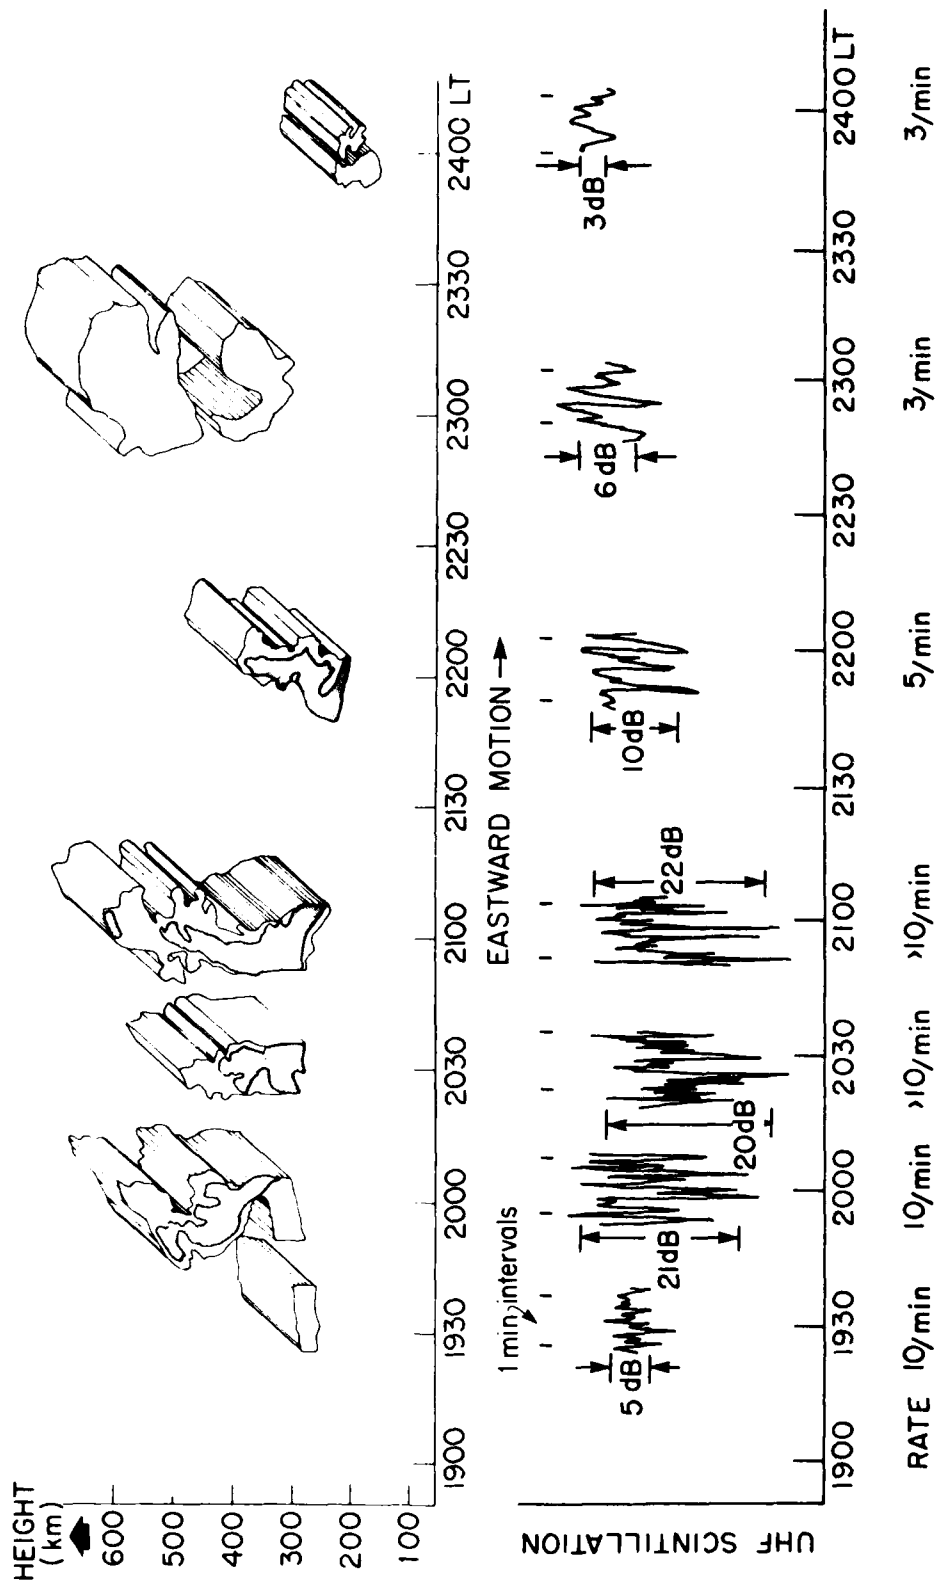 HEIGHT
(km)
600
500
400
300
200
100
1900 1930 2000 2030 2100 2130 2200 2230 2300 2330 2400 LT
EASTWARD MOTION →
UHF SCINTILLATION
1 min intervals
5 dB
21dB
20dB
22dB
10dB
6dB
3dB
1900 1930 2000 2030 2100 2130 2200 2230 2300 2330 2400 LT
RATE 10/min 10/min >10/min >10/min 5/min 3/min 3/min